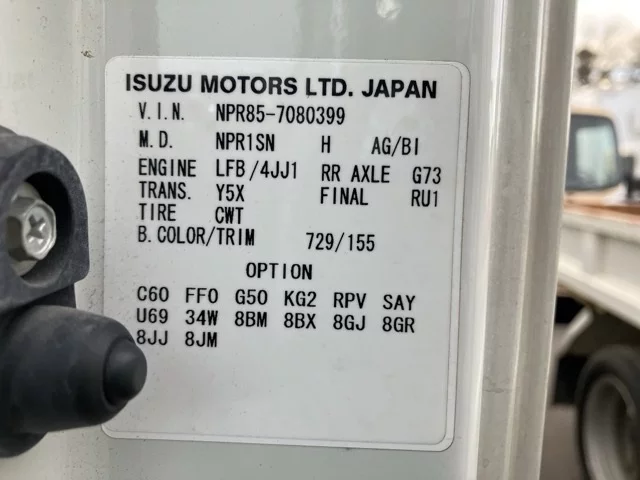 ISUZU MOTORS LTD. JAPAN
V.I.N. NPR85-7080399
M.D. NPR1SN H AG/BI
ENGINE LFB/4JJ1 RR AXLE G73
TRANS. Y5X FINAL RU1
TIRE CWT
B.COLOR/TRIM 729/155
OPTION
C60 FF0 G50 KG2 RPV SAY
U69 34W 8BM 8BX 8GJ 8GR
8JJ 8JM